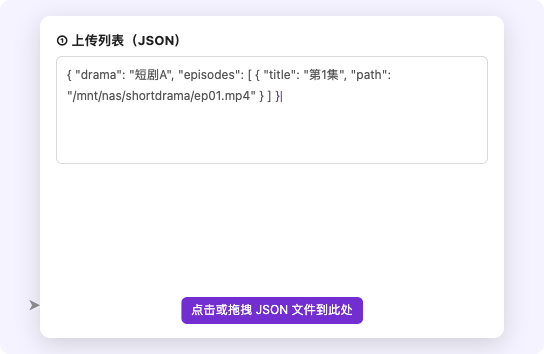 ① 上传列表（JSON）
{ "drama": "短剧A", "episodes": [ { "title": "第1集", "path":
"/mnt/nas/shortdrama/ep01.mp4" } ] }
点击或拖拽 JSON 文件到此处